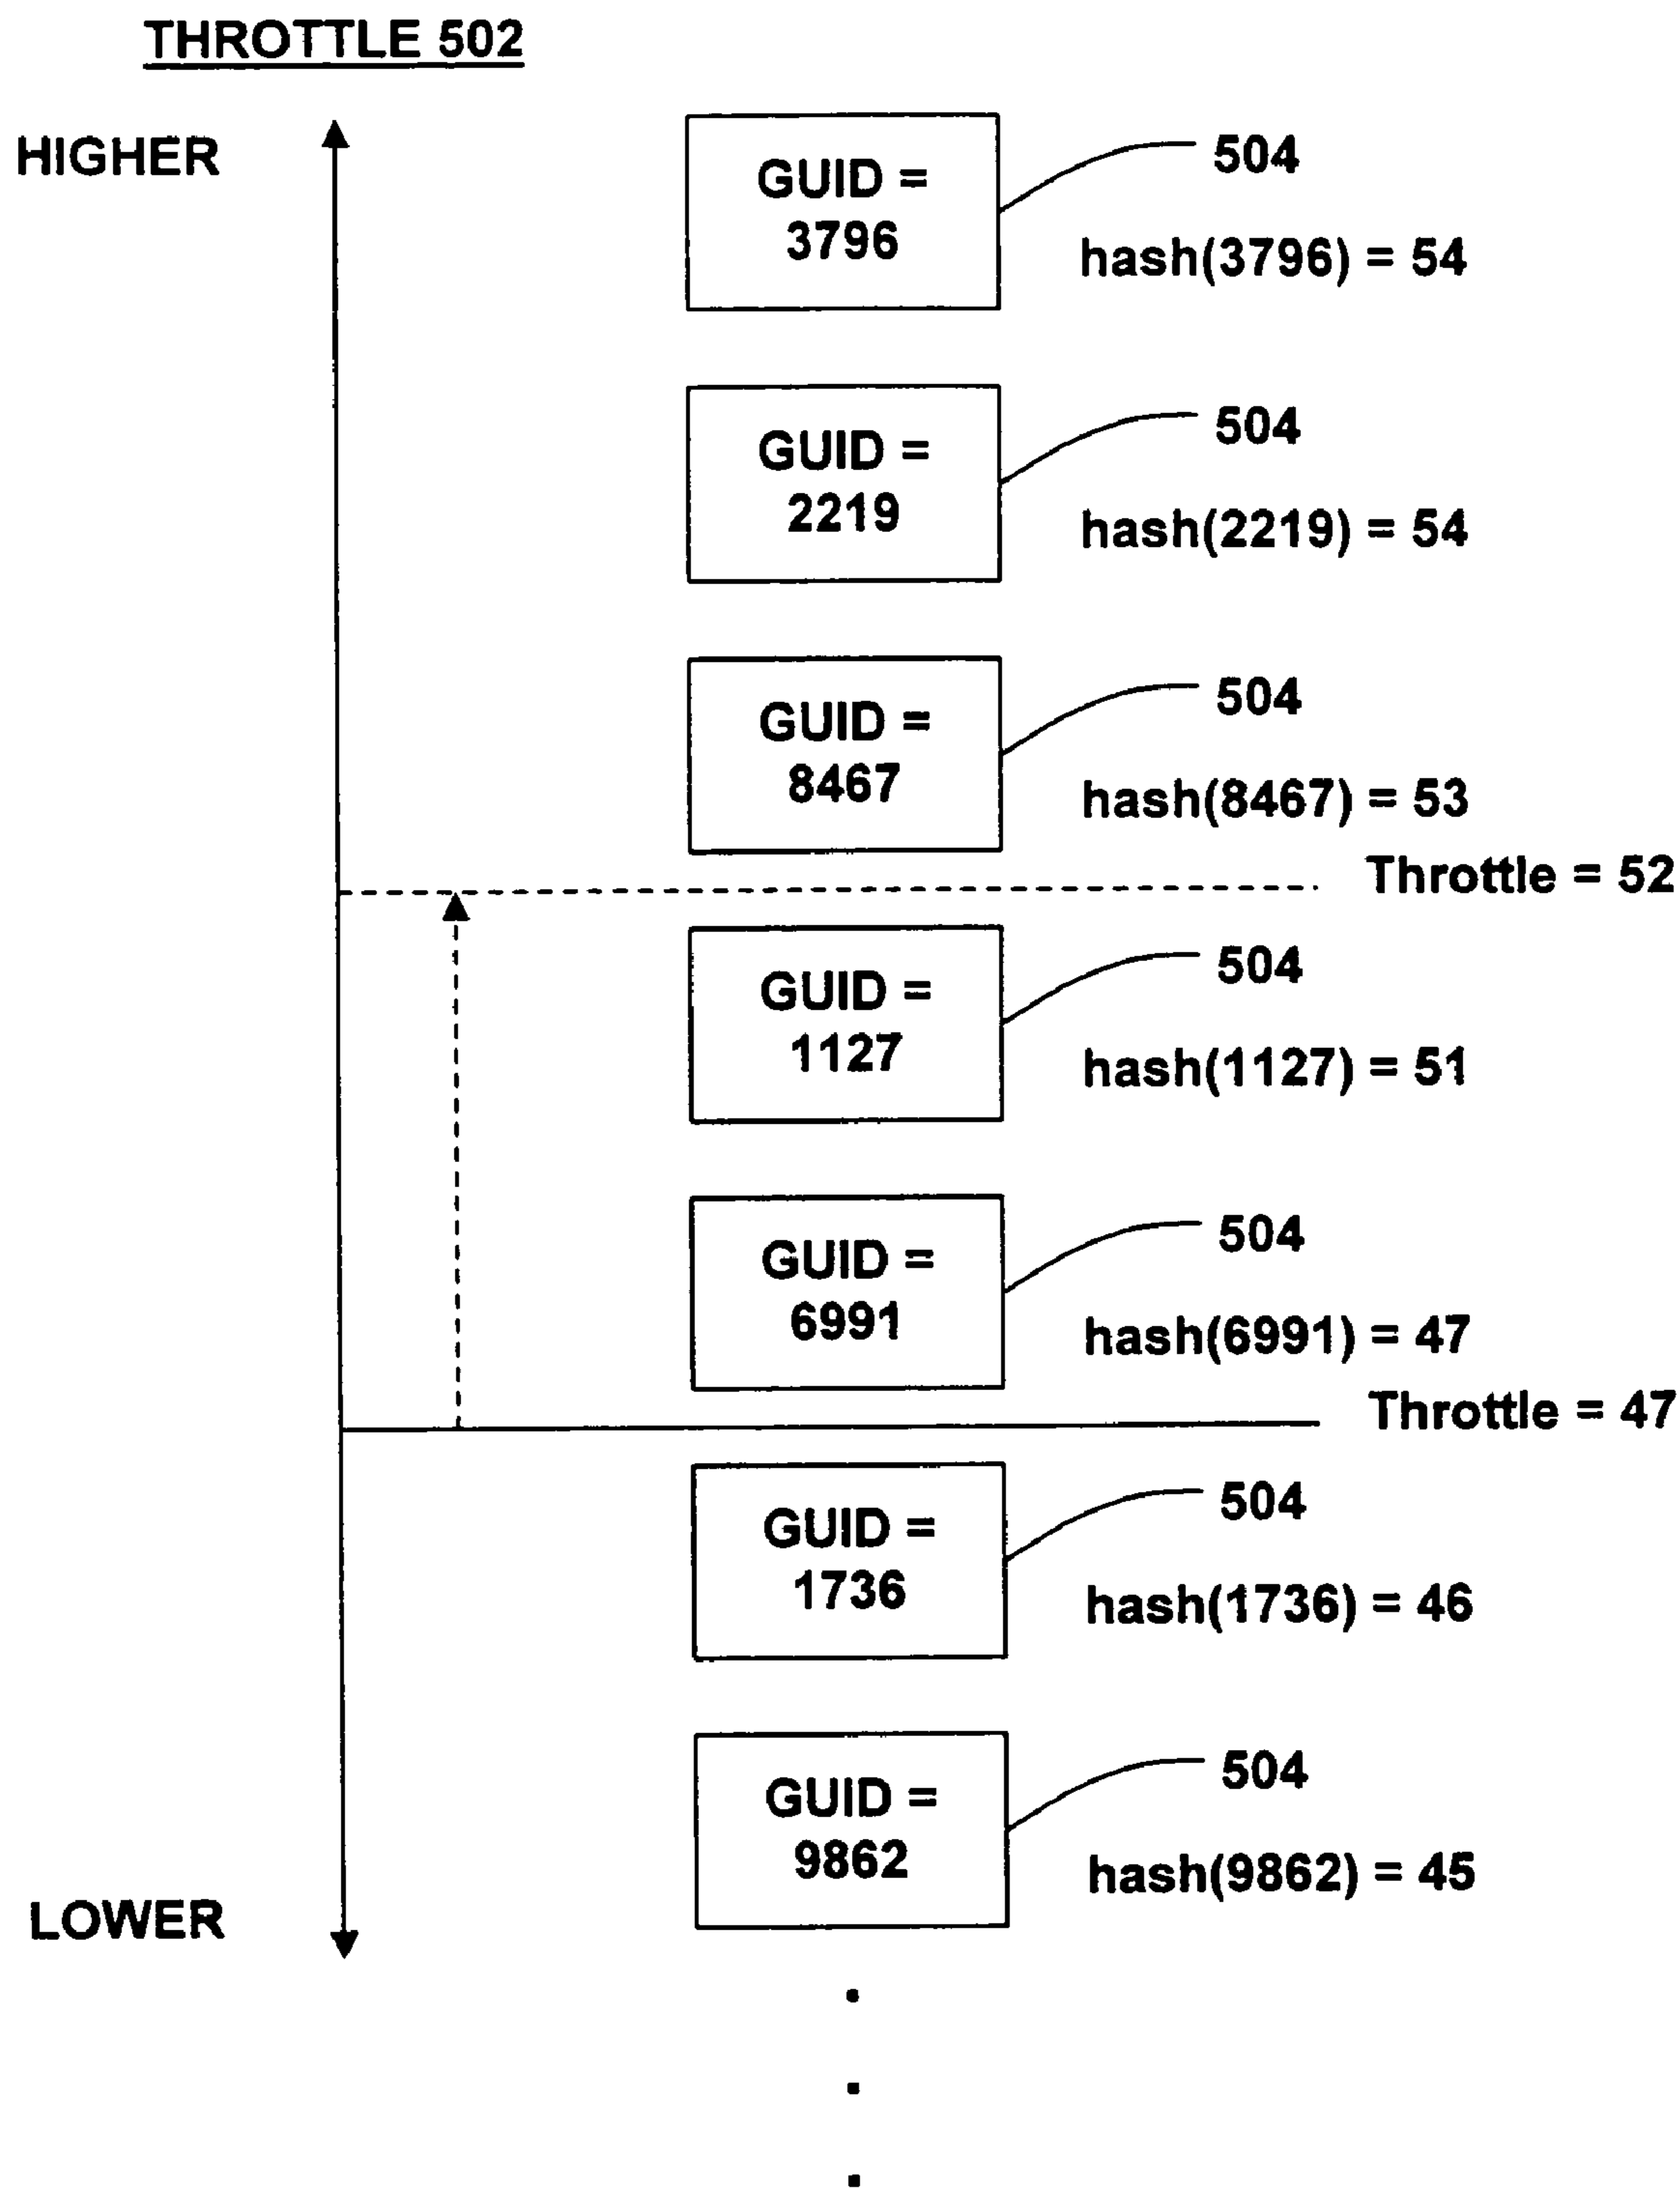 THROTTLE 502
HIGHER
GUID =
3796
504
hash(3796) = 54
GUID =
2219
504
hash(2219) = 54
GUID =
8467
504
hash(8467) = 53
Throttle = 52
GUID =
1127
504
hash(1127) = 51
GUID =
6991
504
hash(6991) = 47
Throttle = 47
GUID =
1736
504
hash(1736) = 46
GUID =
9862
504
hash(9862) = 45
LOWER